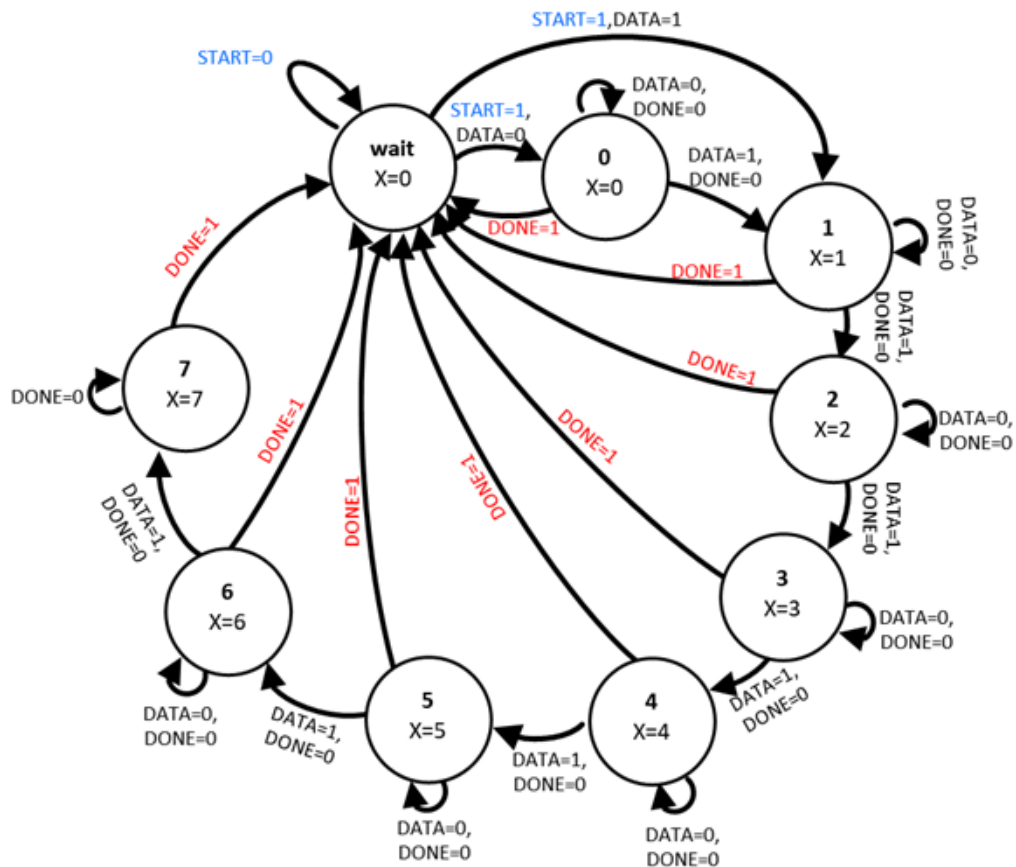 START=1,DATA=1
START=0
START=1,
DATA=0
DATA=0,
DONE=0
wait
X=0
0
X=0
DATA=1,
DONE=0
DONE=1
1
X=1
DATA=0,
DONE=0
DONE=1
DONE=1
DATA=1,
DONE=0
7
X=7
DONE=0
DONE=1
2
X=2
DATA=0,
DONE=0
DONE=1
DONE=1
DONE=1
DONE=1
DATA=1,
DONE=0
DATA=1,
DONE=0
6
X=6
3
X=3
DATA=0,
DONE=0
DATA=0,
DONE=0
DATA=1,
DONE=0
5
X=5
4
X=4
DATA=1,
DONE=0
DATA=1,
DONE=0
DATA=0,
DONE=0
DATA=0,
DONE=0